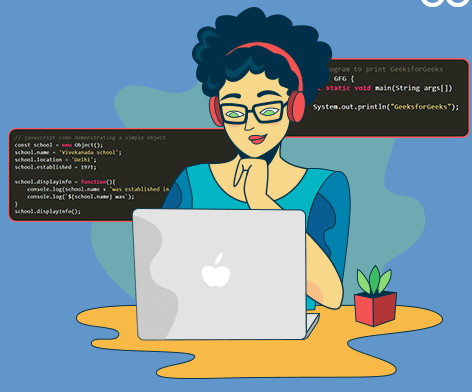 // javascript code demonstrating a simple object
const school = new Object();
school.name = 'Vivekanada school';
school.location = 'Delhi';
school.established = 1971;
school.displayInfo = function(){
console.log(school.name + 'was established in
console.log(`${school.name} was`);
}
school.displayInfo();
rogram to print GeeksforGeeks
GFG {
static void main(String args[])
System.out.println("GeeksforGeeks");